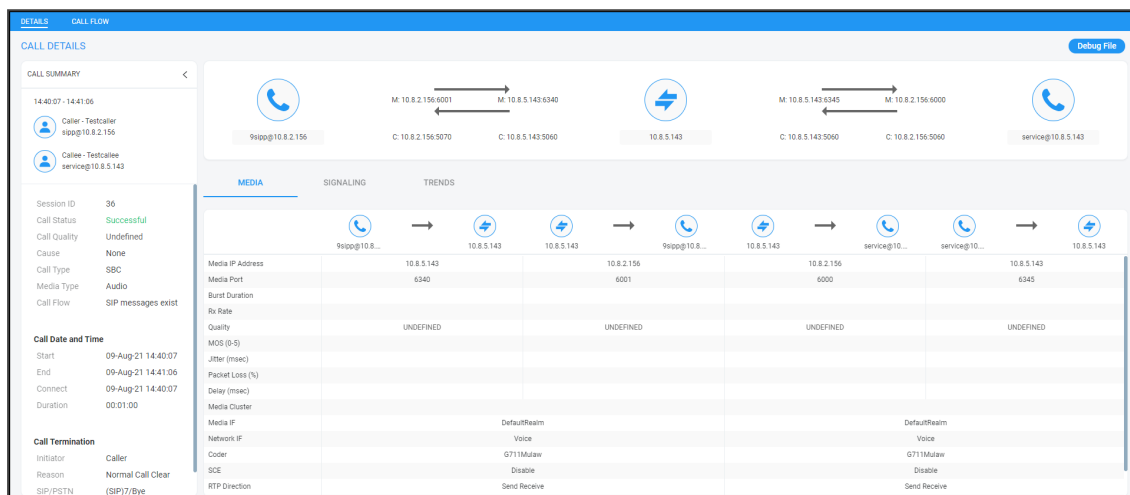 DETAILS CALL FLOW
CALL DETAILS
Debug File
CALL SUMMARY <
14:40:07 - 14:41:06
Caller - Testcaller
sipp@10.8.2.156
Callee - Testcallee
service@10.8.5.143
Session ID 36
Call Status Successful
Call Quality Undefined
Cause None
Call Type SBC
Media Type Audio
Call Flow SIP messages exist
Call Date and Time
Start 09-Aug-21 14:40:07
End 09-Aug-21 14:41:06
Connect 09-Aug-21 14:40:07
Duration 00:01:00
Call Termination
Initiator Caller
Reason Normal Call Clear
SIP/PSTN (SIP)7/Bye
M: 10.8.2.156:6001 M: 10.8.5.143:6340 M: 10.8.5.143:6345 M: 10.8.2.156:6000
9sipp@10.8.2.156 C: 10.8.2.156:5070 C: 10.8.5.143:5060 10.8.5.143 C: 10.8.5.143:5060 C: 10.8.2.156:5060 service@10.8.5.143
MEDIA SIGNALING TRENDS
9sipp@10.8... 10.8.5.143 10.8.5.143 9sipp@10.8... 10.8.5.143 service@10... service@10... 10.8.5.143
Media IP Address 10.8.5.143 10.8.2.156 10.8.2.156 10.8.5.143
Media Port 6340 6001 6000 6345
Burst Duration
Rx Rate
Quality UNDEFINED UNDEFINED UNDEFINED UNDEFINED
MOS (0-5)
Jitter (msec)
Packet Loss (%)
Delay (msec)
Media Cluster
Media IF DefaultRealm DefaultRealm
Network IF Voice Voice
Coder G711Mulaw G711Mulaw
SCE Disable Disable
RTP Direction Send Receive Send Receive